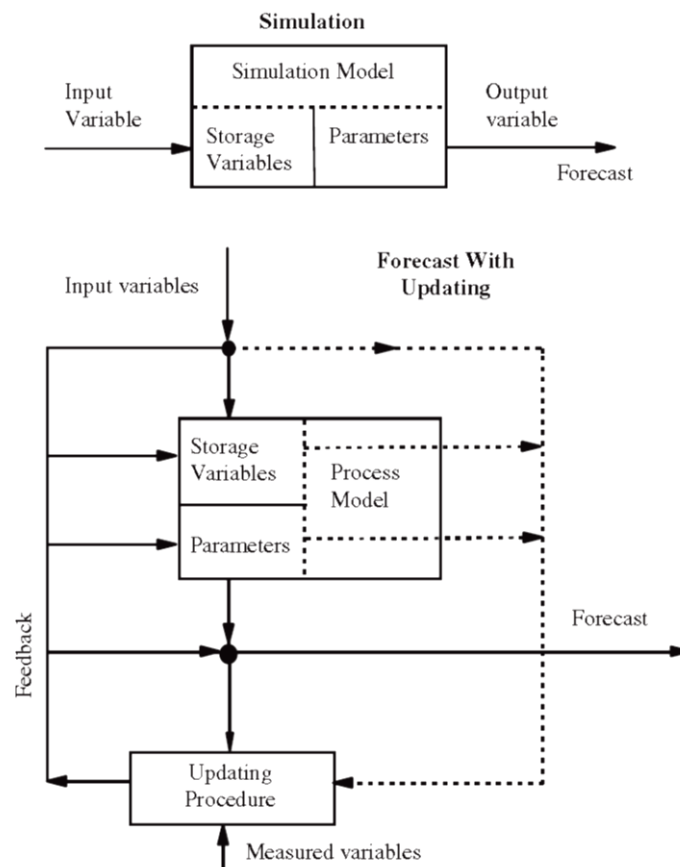 Simulation
Simulation Model
Input
Variable
Storage
Variables
Parameters
Output
variable
Forecast
Forecast With
Updating
Input variables
Storage
Variables
Process
Model
Parameters
Forecast
Feedback
Updating
Procedure
Measured variables